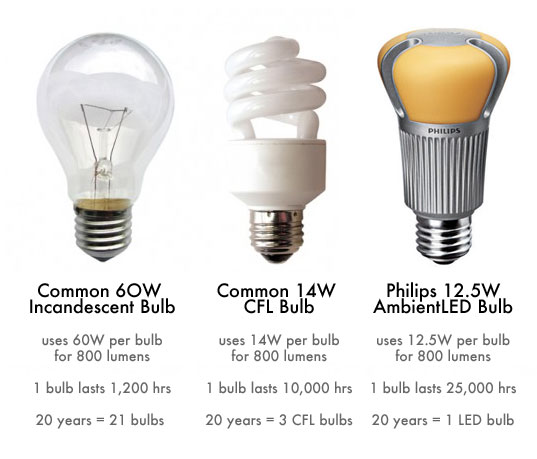 PHILIPS
Common 60W
Incandescent Bulb
uses 60W per bulb
for 800 lumens
1 bulb lasts 1,200 hrs
20 years = 21 bulbs
Common 14W
CFL Bulb
uses 14W per bulb
for 800 lumens
1 bulb lasts 10,000 hrs
20 years = 3 CFL bulbs
Philips 12.5W
AmbientLED Bulb
uses 12.5W per bulb
for 800 lumens
1 bulb lasts 25,000 hrs
20 years = 1 LED bulb